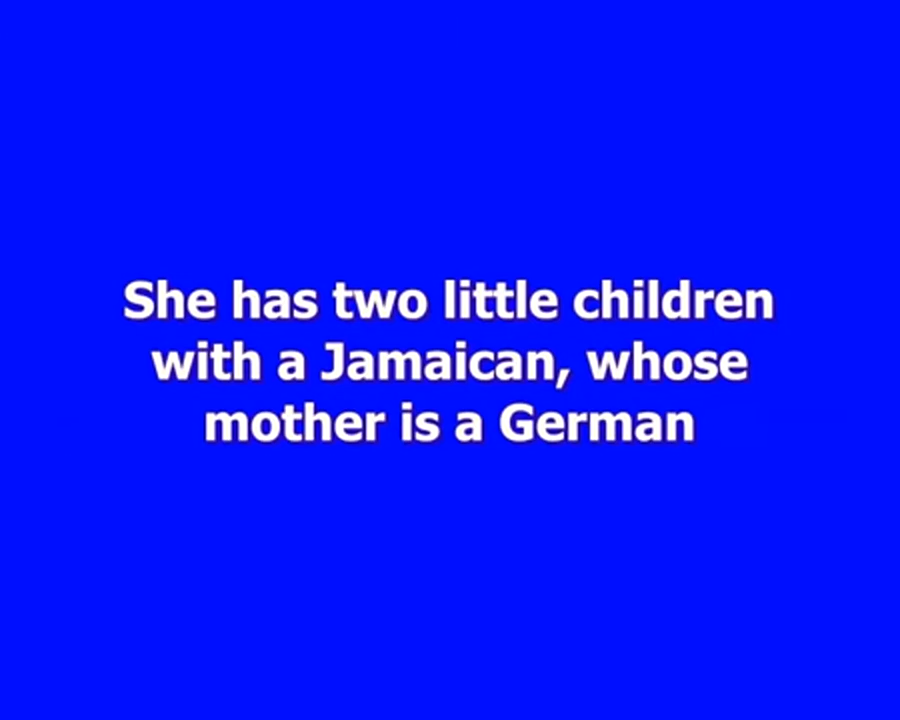 She has two little children
with a Jamaican, whose
mother is a German